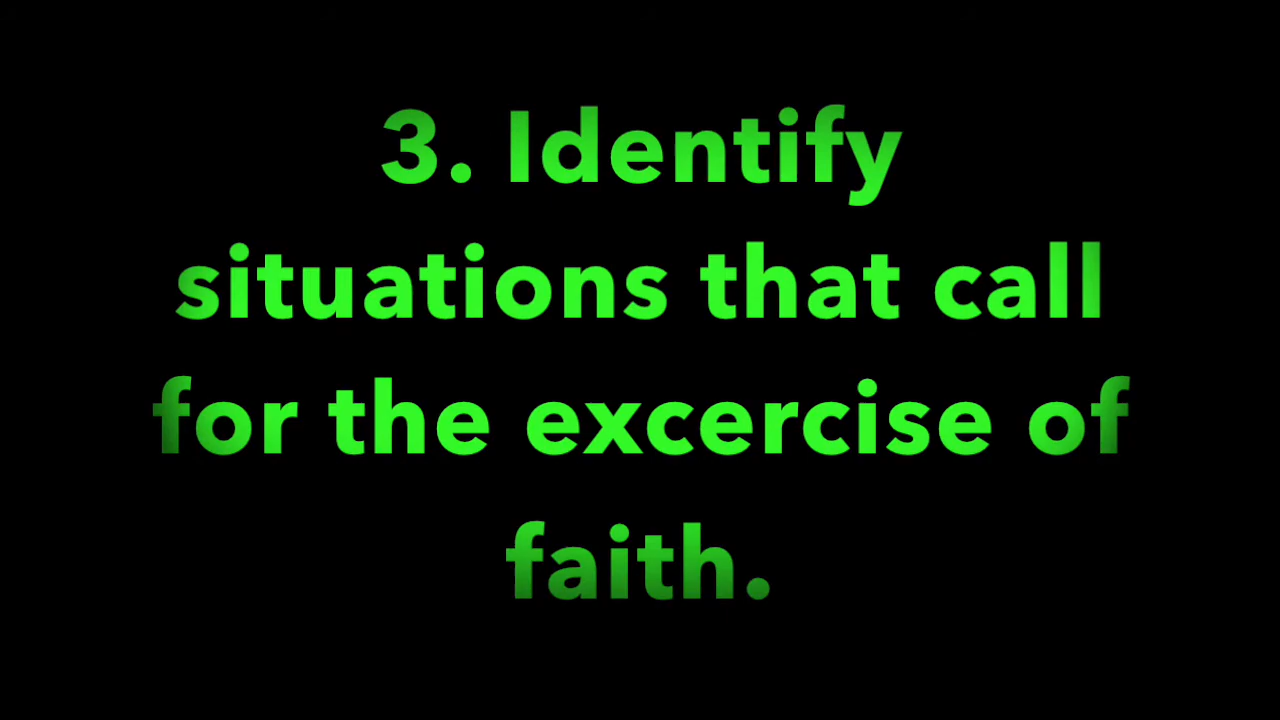 3. Identify
situations that call
for the excercise of
faith.